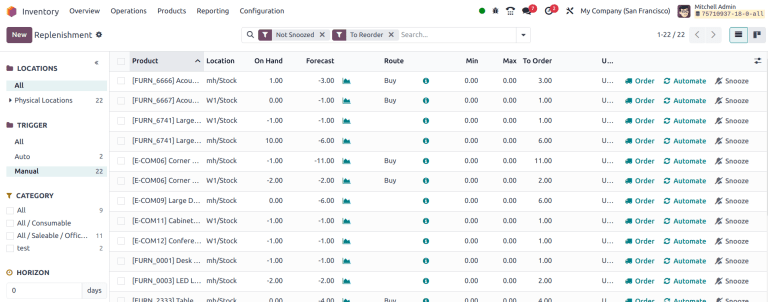 Inventory Overview Operations Products Reporting Configuration 7 2 My Company (San Francisco) Mitchell Admin
75710937-18-0-all
New Replenishment Not Snoozed To Reorder Search... 1-22 / 22
LOCATIONS
All
Physical Locations 22
TRIGGER
All
Auto 2
Manual 22
CATEGORY
All 9
All / Consumable
All / Saleable / Offic... 11
test 2
HORIZON
0 days
Product Location On Hand Forecast Route Min Max To Order U...
[FURN_6666] Acou... mh/Stock 1.00 -3.00 Buy 0.00 0.00 3.00 U... Order Automate Snooze
[FURN_6667] Acou... W1/Stock 0.00 -1.00 Buy 0.00 0.00 1.00 U... Order Automate Snooze
[FURN_6741] Large... W1/Stock -1.00 -1.00 0.00 0.00 1.00 U... Order Automate Snooze
[FURN_6741] Large... mh/Stock 10.00 -6.00 0.00 0.00 6.00 U... Order Automate Snooze
[E-COM06] Corner ... mh/Stock -1.00 -11.00 Buy 0.00 0.00 11.00 U... Order Automate Snooze
[E-COM06] Corner ... W1/Stock -2.00 -2.00 Buy 0.00 0.00 2.00 U... Order Automate Snooze
[E-COM09] Large D... mh/Stock 0.00 -6.00 0.00 0.00 6.00 U... Order Automate Snooze
[E-COM11] Cabinet... W1/Stock -1.00 -1.00 0.00 0.00 1.00 U... Order Automate Snooze
[E-COM12] Confere... W1/Stock -1.00 -1.00 0.00 0.00 1.00 U... Order Automate Snooze
[FURN_0001] Desk ... mh/Stock -1.00 -1.00 0.00 0.00 1.00 U... Order Automate Snooze
[FURN_0003] LED L... mh/Stock -2.00 -2.00 0.00 0.00 2.00 U... Order Automate Snooze
[FURN_2333] Table... mh/Stock 0.00 -4.00 Buy 0.00 0.00 4.00 U... Order Automate Snooze